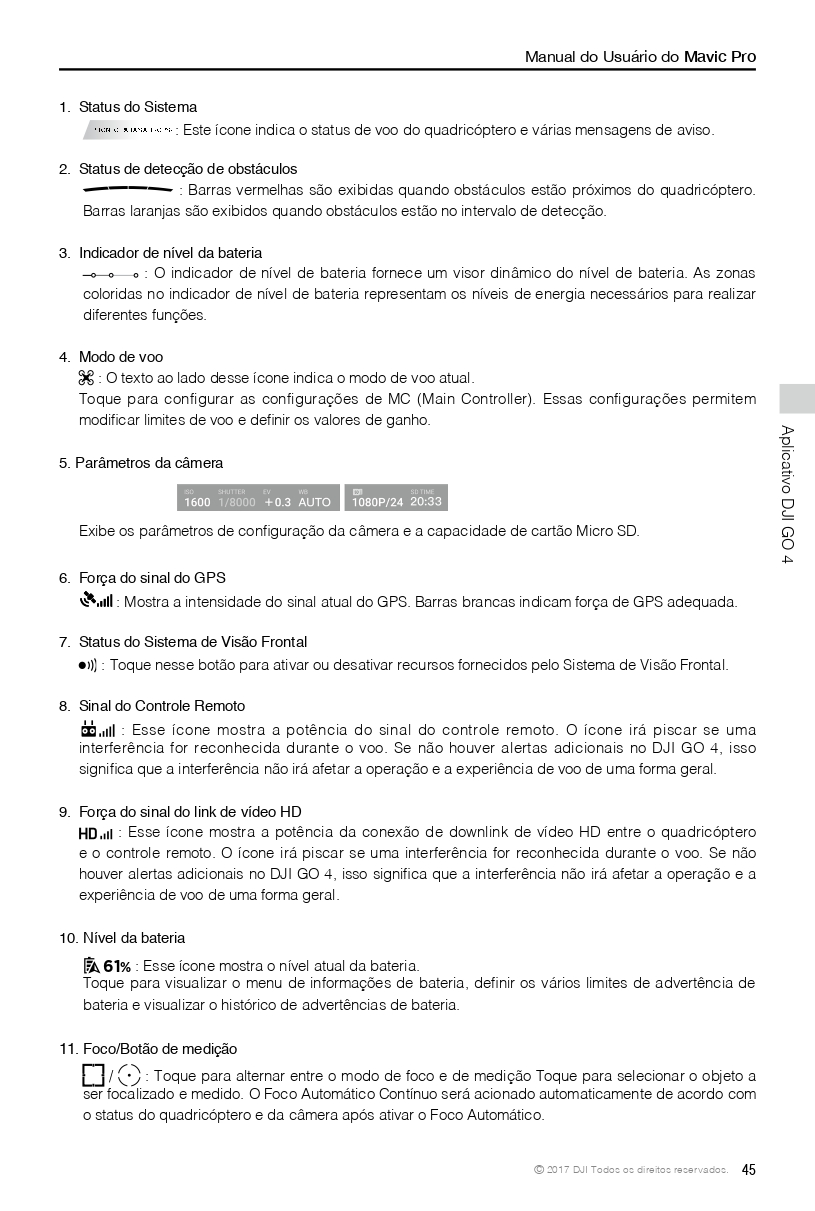 Manual do Usuário do Mavic Pro
1. Status do Sistema
: Este ícone indica o status de voo do quadricóptero e várias mensagens de aviso.
2. Status de detecção de obstáculos
: Barras vermelhas são exibidas quando obstáculos estão próximos do quadricóptero.
Barras laranjas são exibidos quando obstáculos estão no intervalo de detecção.
3. Indicador de nível da bateria
: O indicador de nível de bateria fornece um visor dinâmico do nível de bateria. As zonas
coloridas no indicador de nível de bateria representam os níveis de energia necessários para realizar
diferentes funções.
4. Modo de voo
: O texto ao lado desse ícone indica o modo de voo atual.
Toque para configurar as configurações de MC (Main Controller). Essas configurações permitem
modificar limites de voo e definir os valores de ganho.
5. Parâmetros da câmera
ISO SHUTTER EV WB SD TIME
1600 1/8000 +0.3 AUTO 1080P/24 20:33
Exibe os parâmetros de configuração da câmera e a capacidade de cartão Micro SD.
6. Força do sinal do GPS
: Mostra a intensidade do sinal atual do GPS. Barras brancas indicam força de GPS adequada.
7. Status do Sistema de Visão Frontal
: Toque nesse botão para ativar ou desativar recursos fornecidos pelo Sistema de Visão Frontal.
8. Sinal do Controle Remoto
: Esse ícone mostra a potência do sinal do controle remoto. O ícone irá piscar se uma
interferência for reconhecida durante o voo. Se não houver alertas adicionais no DJI GO 4, isso
significa que a interferência não irá afetar a operação e a experiência de voo de uma forma geral.
9. Força do sinal do link de vídeo HD
HD : Esse ícone mostra a potência da conexão de downlink de vídeo HD entre o quadricóptero
e o controle remoto. O ícone irá piscar se uma interferência for reconhecida durante o voo. Se não
houver alertas adicionais no DJI GO 4, isso significa que a interferência não irá afetar a operação e a
experiência de voo de uma forma geral.
10. Nível da bateria
61% : Esse ícone mostra o nível atual da bateria.
Toque para visualizar o menu de informações de bateria, definir os vários limites de advertência de
bateria e visualizar o histórico de advertências de bateria.
11. Foco/Botão de medição
/ : Toque para alternar entre o modo de foco e de medição Toque para selecionar o objeto a
ser focalizado e medido. O Foco Automático Contínuo será acionado automaticamente de acordo com
o status do quadricóptero e da câmera após ativar o Foco Automático.
Aplicativo DJI GO 4
© 2017 DJI Todos os direitos reservados. 45